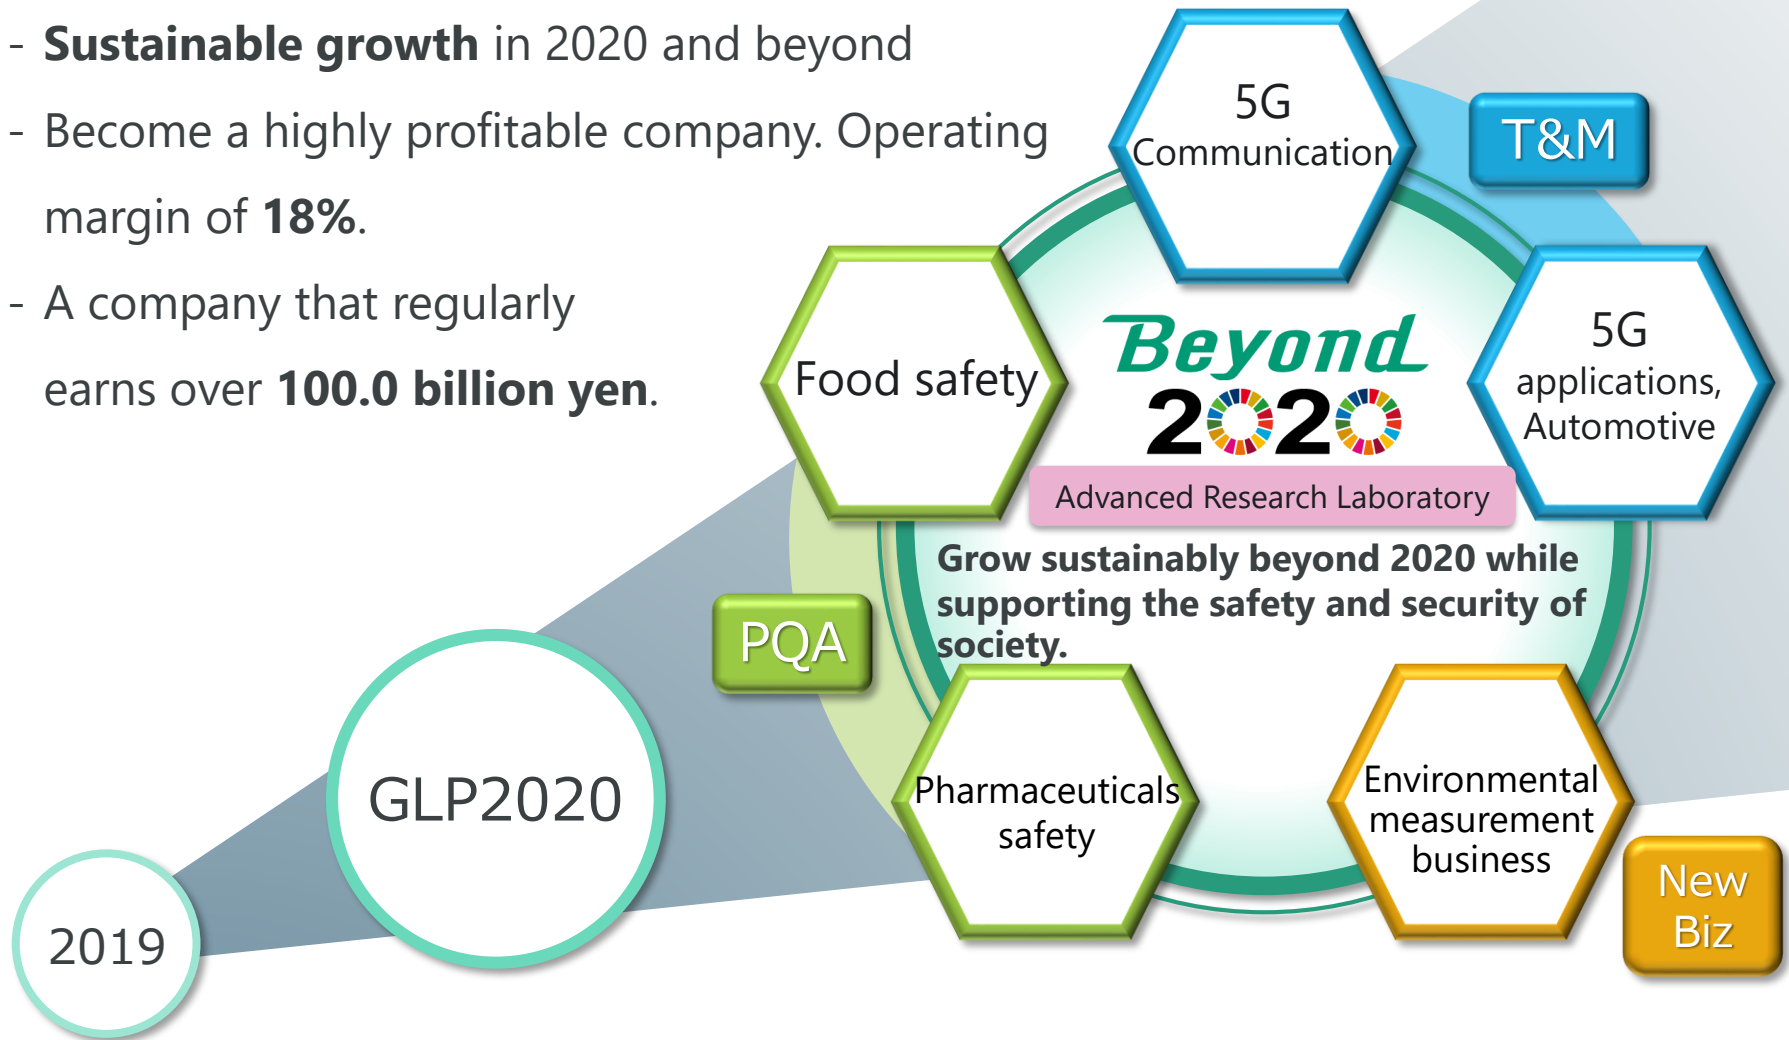 - Sustainable growth in 2020 and beyond
- Become a highly profitable company. Operating
margin of 18%.
- A company that regularly
earns over 100.0 billion yen.
5G
Communication
T&M
Food safety
Beyond
2020
5G
applications,
Automotive
Advanced Research Laboratory
Grow sustainably beyond 2020 while
supporting the safety and security of
society.
PQA
Pharmaceuticals
safety
Environmental
measurement
business
New
Biz
GLP2020
2019